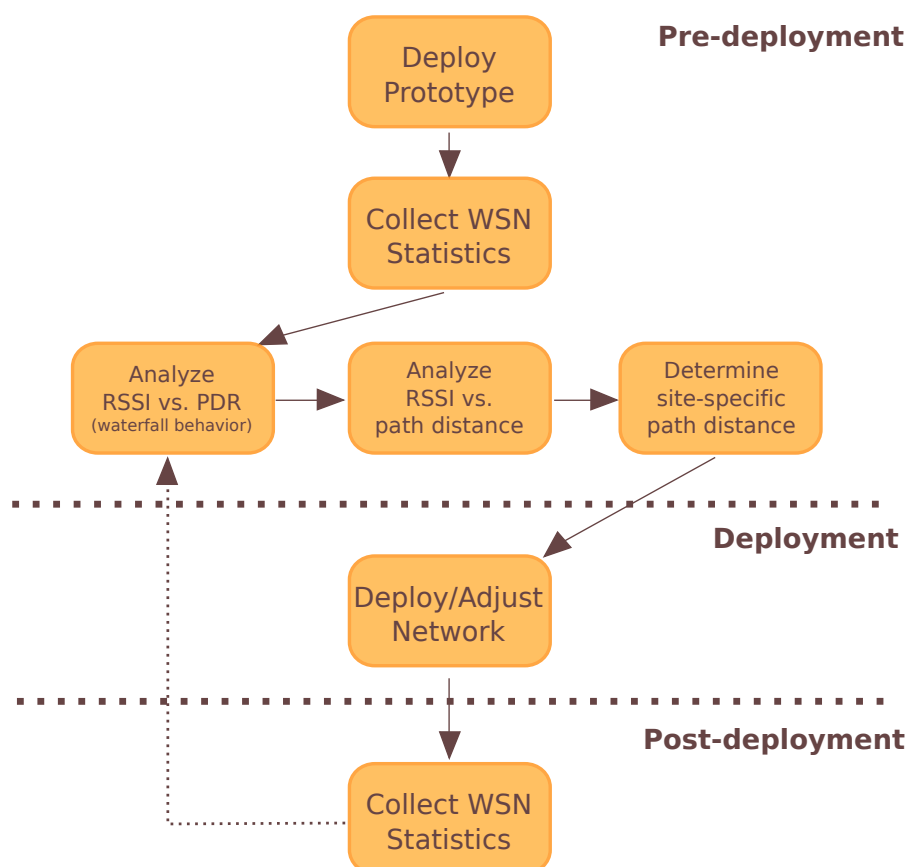 Pre-deployment
Deploy
Prototype
Collect WSN
Statistics
Analyze
RSSI vs. PDR
(waterfall behavior)
Analyze
RSSI vs.
path distance
Determine
site-specific
path distance
Deployment
Deploy/Adjust
Network
Post-deployment
Collect WSN
Statistics